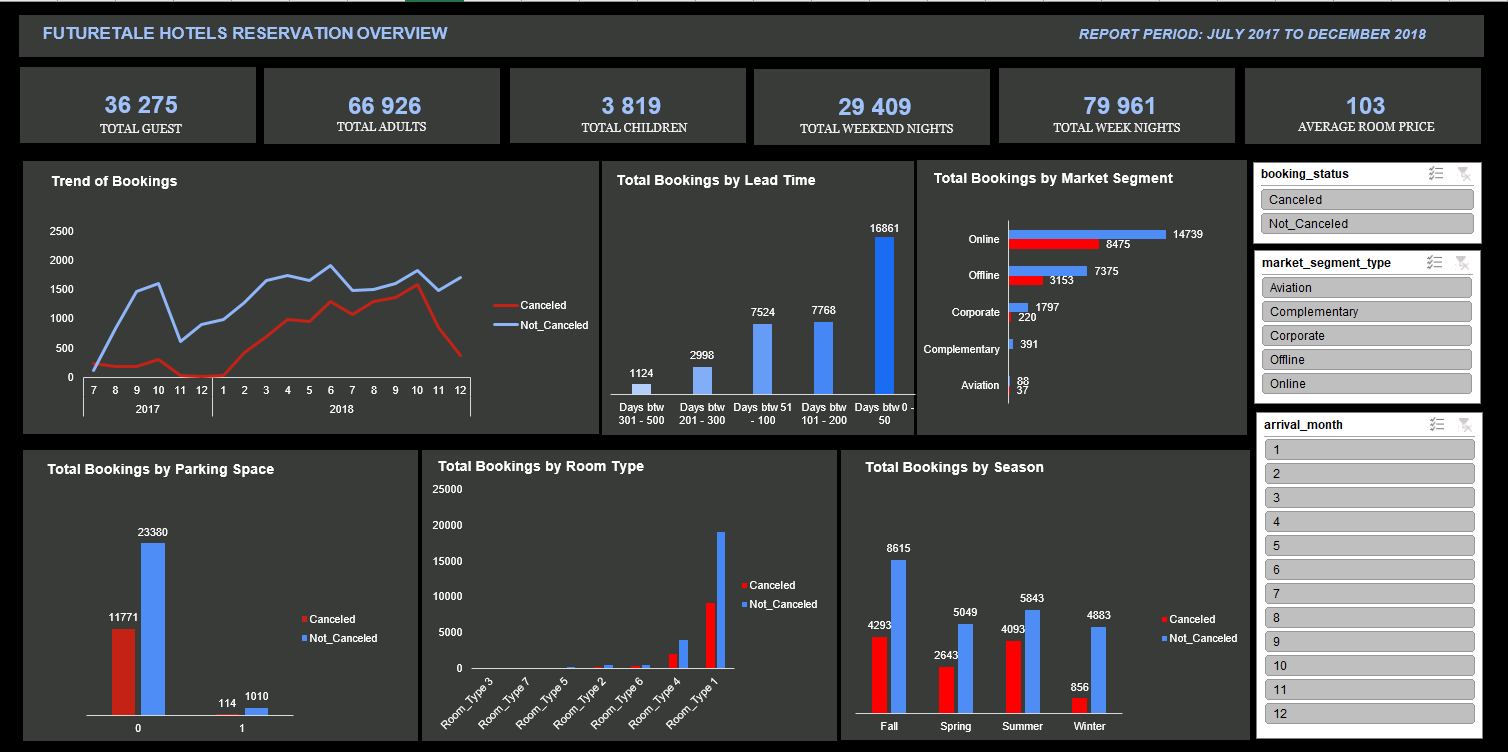 FUTURETALE HOTELS RESERVATION OVERVIEW
REPORT PERIOD: JULY 2017 TO DECEMBER 2018
36 275
TOTAL GUEST
66 926
TOTAL ADULTS
3 819
TOTAL CHILDREN
29 409
TOTAL WEEKEND NIGHTS
79 961
TOTAL WEEK NIGHTS
103
AVERAGE ROOM PRICE
Trend of Bookings
2500
2000
1500
1000
500
0
7 8 9 10 11 12 1 2 3 4 5 6 7 8 9 10 11 12
2017 2018
Canceled
Not_Canceled
Total Bookings by Lead Time
1124
2998
7524
7768
16861
Days btw 301 - 500
Days btw 201 - 300
Days btw 51 - 100
Days btw 101 - 200
Days btw 0 - 50
Total Bookings by Market Segment
Online 14739
8475
Offline 7375
3153
Corporate 1797
220
Complementary 391
Aviation 88
37
booking_status
Canceled
Not_Canceled
market_segment_type
Aviation
Complementary
Corporate
Offline
Online
arrival_month
1
2
3
4
5
6
7
8
9
10
11
12
Total Bookings by Parking Space
11771
23380
114
1010
0 1
Canceled
Not_Canceled
Total Bookings by Room Type
25000
20000
15000
10000
5000
0
Room_Type 3
Room_Type 7
Room_Type 5
Room_Type 2
Room_Type 6
Room_Type 4
Room_Type 1
Canceled
Not_Canceled
Total Bookings by Season
4293
8615
2643
5049
4093
5843
856
4883
Fall Spring Summer Winter
Canceled
Not_Canceled